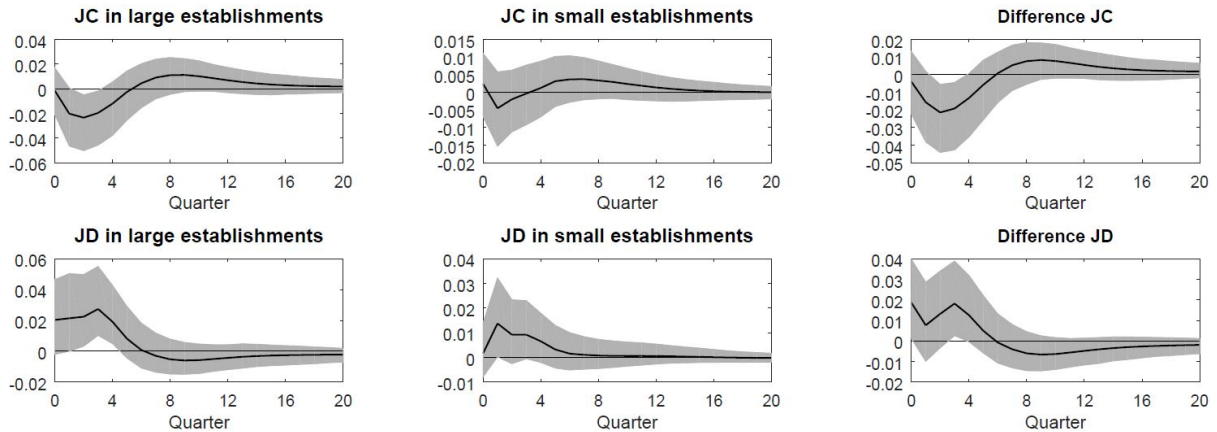 JC in large establishments
0.04
0.02
0
-0.02
-0.04
-0.06
0 4 8 12 16 20
Quarter
JC in small establishments
0.015
0.01
0.005
0
-0.005
-0.01
-0.015
-0.02
0 4 8 12 16 20
Quarter
Difference JC
0.02
0.01
0
-0.01
-0.02
-0.03
-0.04
-0.05
0 4 8 12 16 20
Quarter
JD in large establishments
0.06
0.04
0.02
0
-0.02
0 4 8 12 16 20
Quarter
JD in small establishments
0.04
0.03
0.02
0.01
0
-0.01
0 4 8 12 16 20
Quarter
Difference JD
0.04
0.03
0.02
0.01
0
-0.01
-0.02
0 4 8 12 16 20
Quarter